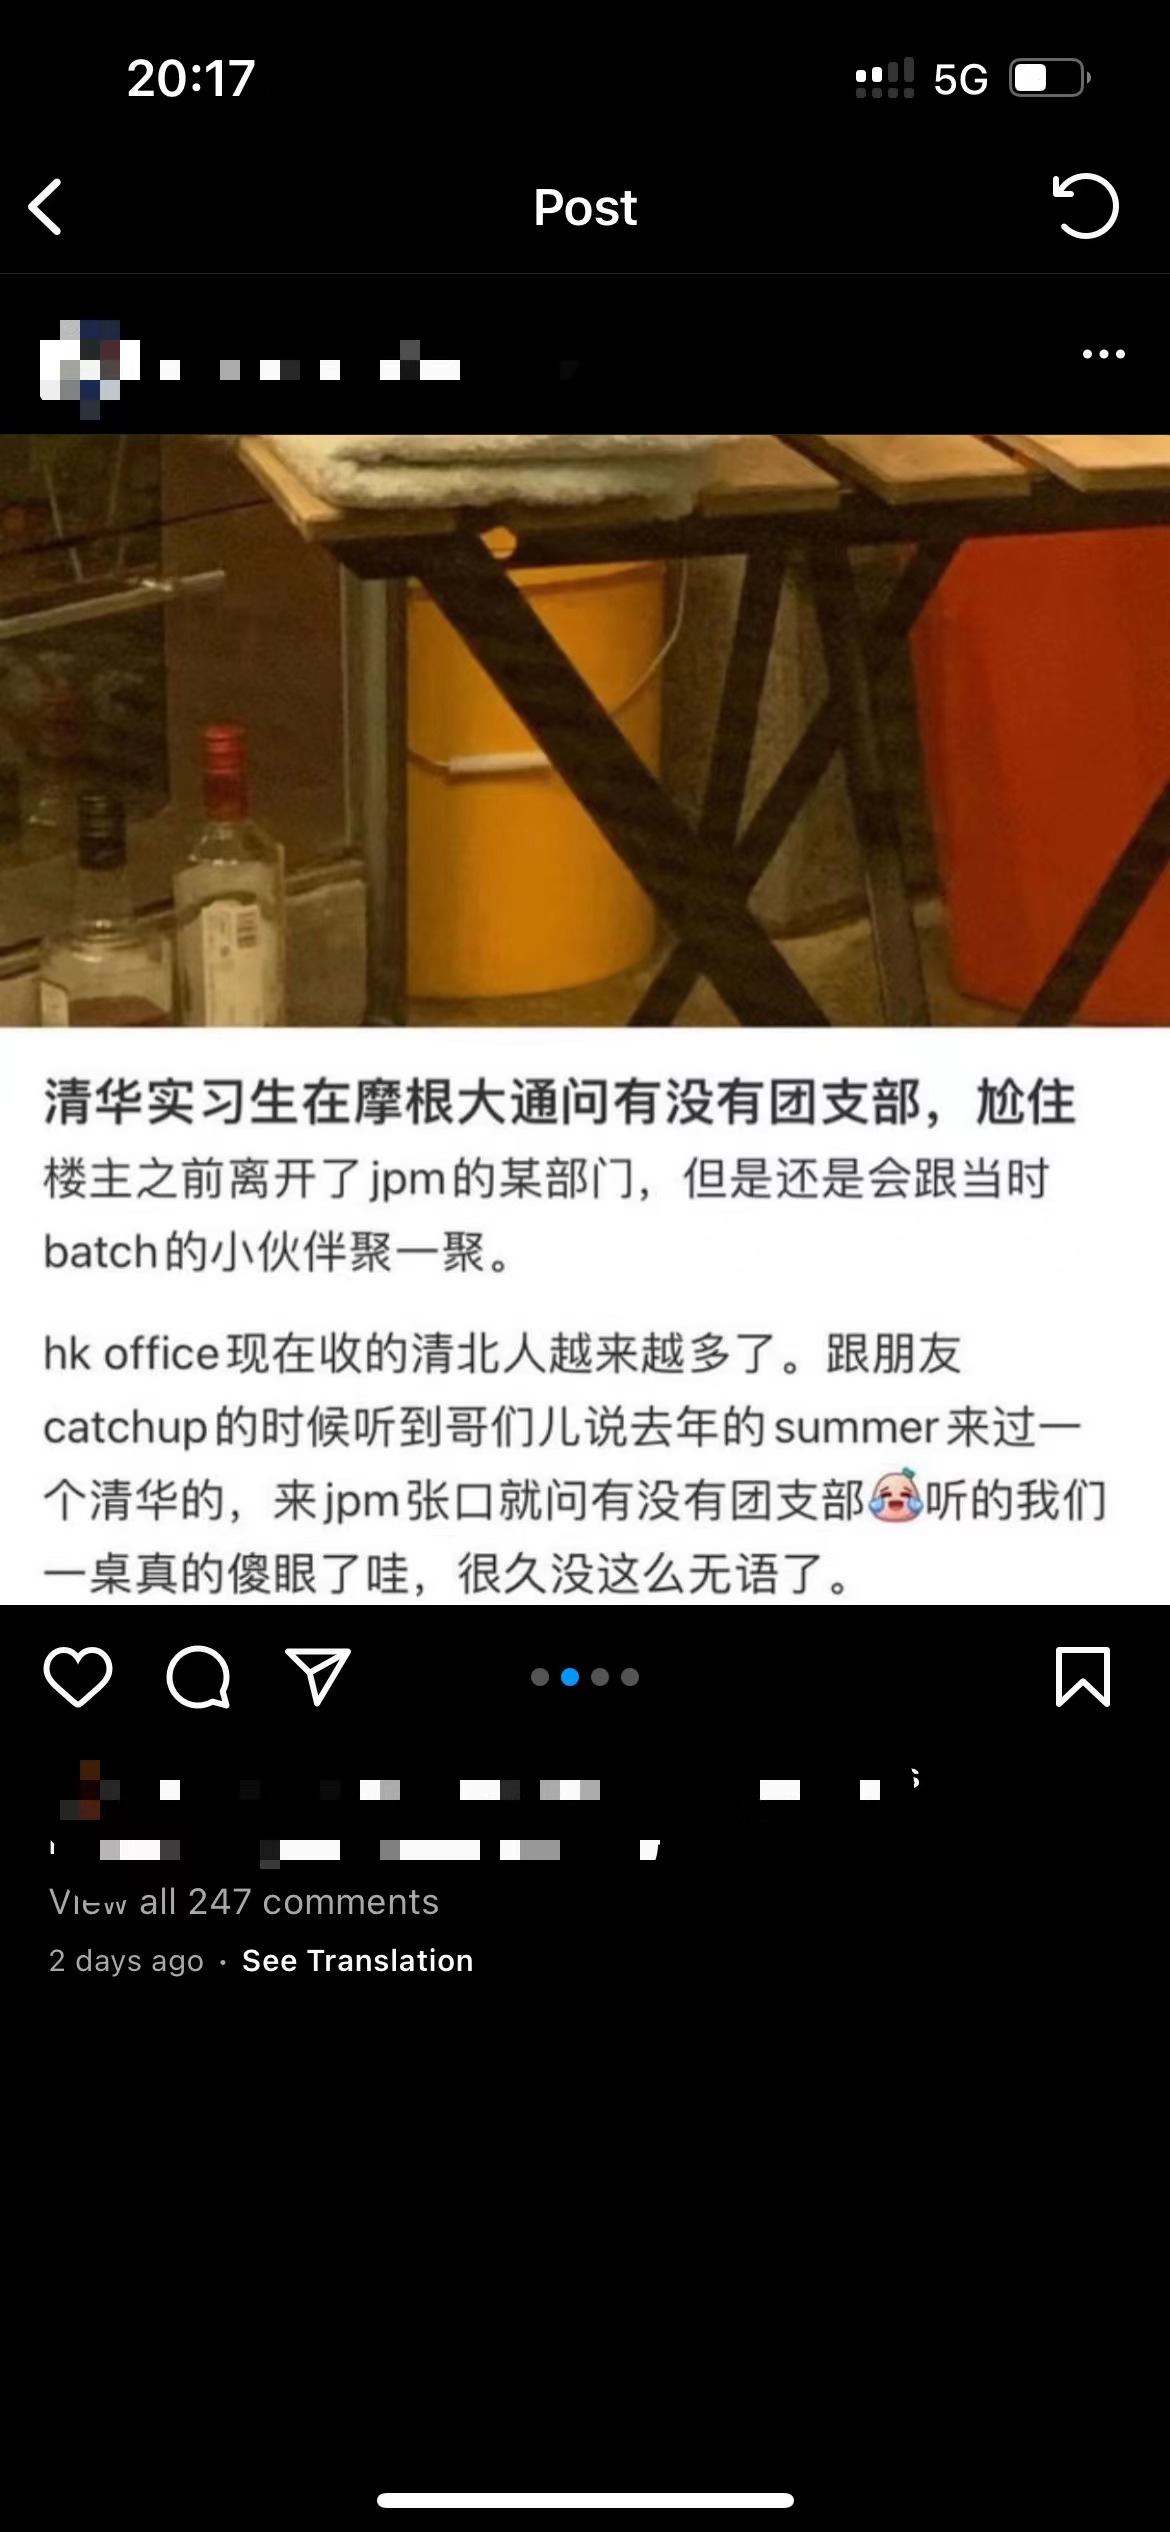 20:17
5G
Post
清华实习生在摩根大通问有没有团支部，尬住
楼主之前离开了jpm的某部门，但是还是会跟当时
batch的小伙伴聚一聚。
hk office现在收的清北人越来越多了。跟朋友
catchup的时候听到哥们儿说去年的summer来过一
个清华的，来jpm张口就问有没有团支部😂听的我们
一桌真的傻眼了哇，很久没这么无语了。
View all 247 comments
2 days ago · See Translation